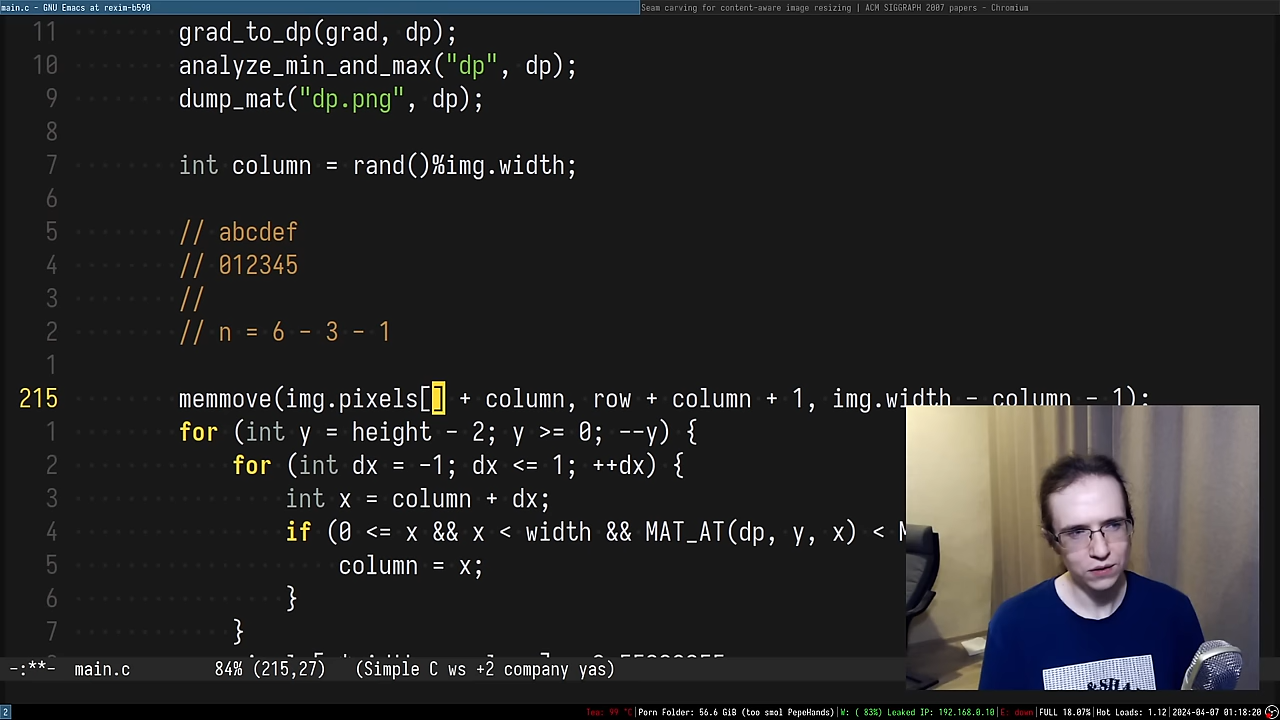 main.c - GNU Emacs at rexim-b590
Seam carving for content-aware image resizing | ACM SIGGRAPH 2007 papers - Chromium
11 grad_to_dp(grad, dp);
10 analyze_min_and_max("dp", dp);
9 dump_mat("dp.png", dp);
8
7 int column = rand()%img.width;
6
5 // abcdef
4 // 012345
3 //
2 // n = 6 - 3 - 1
1
215 memmove(img.pixels[] + column, row + column + 1, img.width - column - 1);
1 for (int y = height - 2; y >= 0; --y) {
2 for (int dx = -1; dx <= 1; ++dx) {
3 int x = column + dx;
4 if (0 <= x && x < width && MAT_AT(dp, y, x) <
5 column = x;
6 }
7 }
-:**- main.c 84% (215,27) (Simple C ws +2 company yas)
2 Tea: 99 °C|Porn Folder: 56.6 GiB (too smol PepeHands)|W: ( 83%) Leaked IP: 192.168.0.10|E: down|FULL 18.07%|Hot Loads: 1.12|2024-04-07 01:18:20